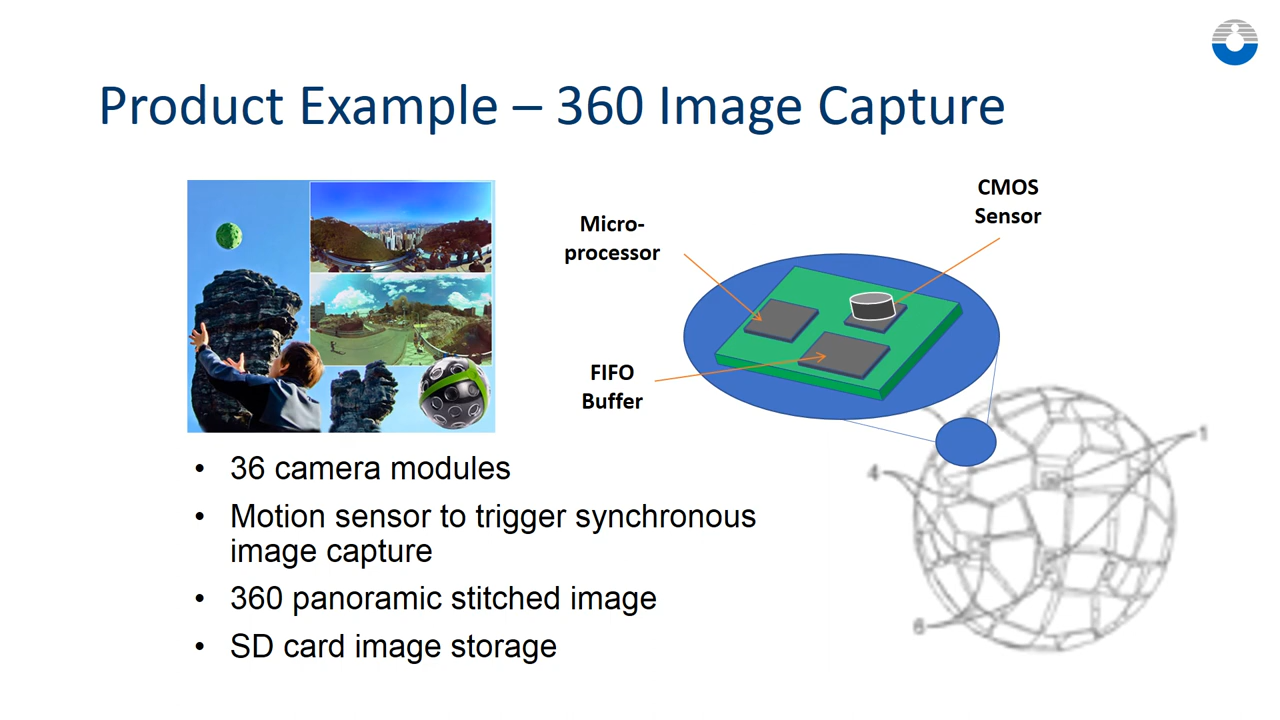 Product Example – 360 Image Capture
CMOS
Sensor
Micro-
processor
FIFO
Buffer
1
4
6
• 36 camera modules
• Motion sensor to trigger synchronous
image capture
• 360 panoramic stitched image
• SD card image storage